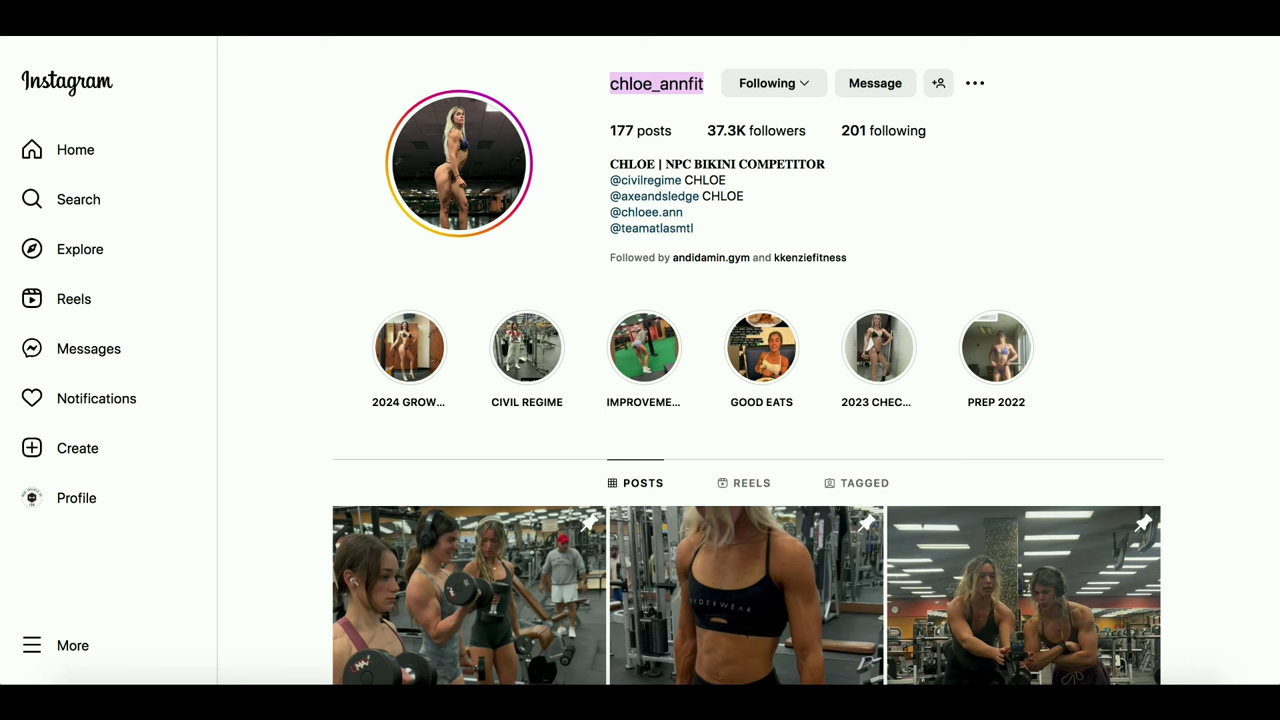 Instagram
Home
Search
Explore
Reels
Messages
Notifications
Create
Profile
More
chloe_annfit
Following
Message
177 posts
37.3K followers
201 following
CHLOE | NPC BIKINI COMPETITOR
@civilregime CHLOE
@axeandsledge CHLOE
@chloee.ann
@teamatlasmtl
Followed by andidamin.gym and kkenziefitness
2024 GROW...
CIVIL REGIME
IMPROVEME...
GOOD EATS
2023 CHEC...
PREP 2022
POSTS
REELS
TAGGED